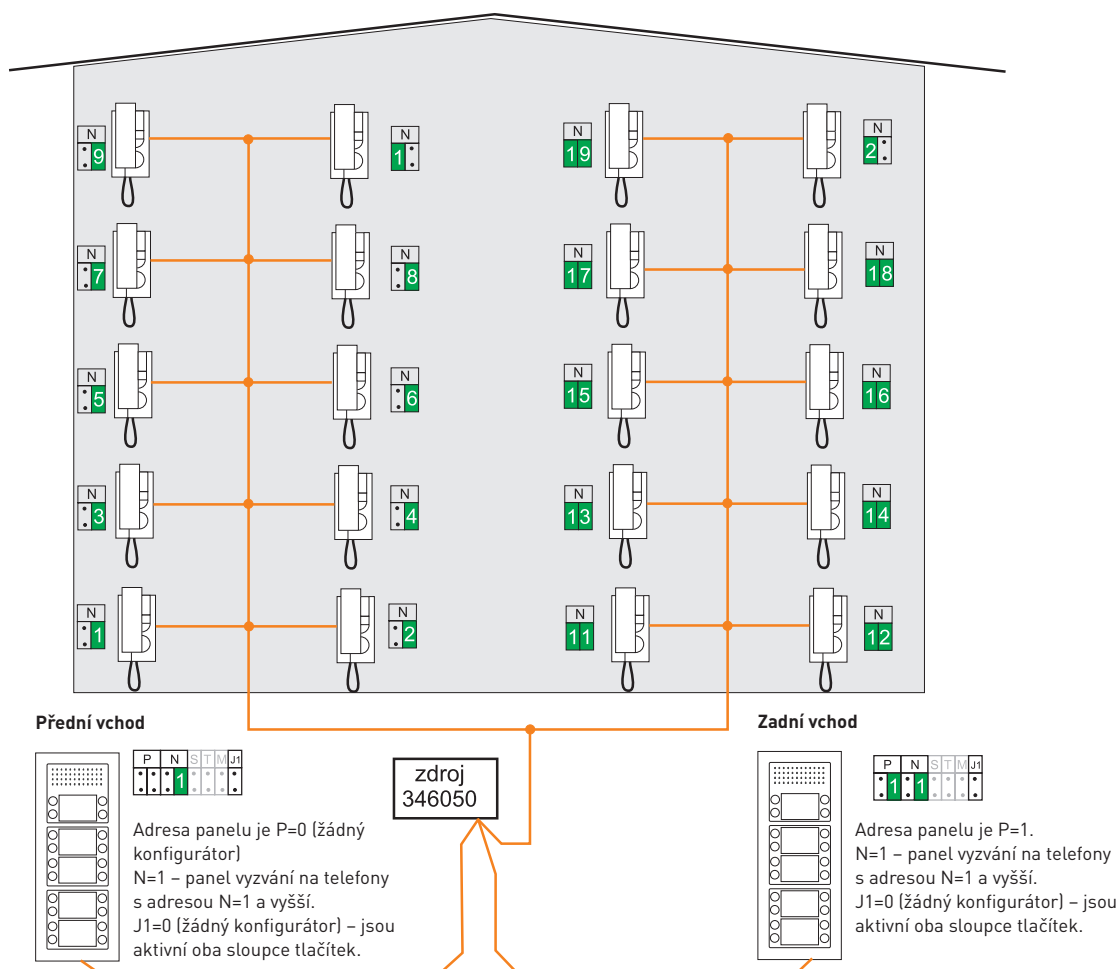 N
9
N
1
N
19
N
2
N
7
N
8
N
17
N
18
N
5
N
6
N
15
N
16
N
3
N
4
N
13
N
14
N
1
N
2
N
11
N
12
Přední vchod
P N S T M J1
1
Adresa panelu je P=0 (žádný
konfigurátor)
N=1 – panel vyzvání na telefony
s adresou N=1 a vyšší.
J1=0 (žádný konfigurátor) – jsou
aktivní oba sloupce tlačítek.
zdroj
346050
Zadní vchod
P N S T M J1
1 1
Adresa panelu je P=1.
N=1 – panel vyzvání na telefony
s adresou N=1 a vyšší.
J1=0 (žádný konfigurátor) – jsou
aktivní oba sloupce tlačítek.